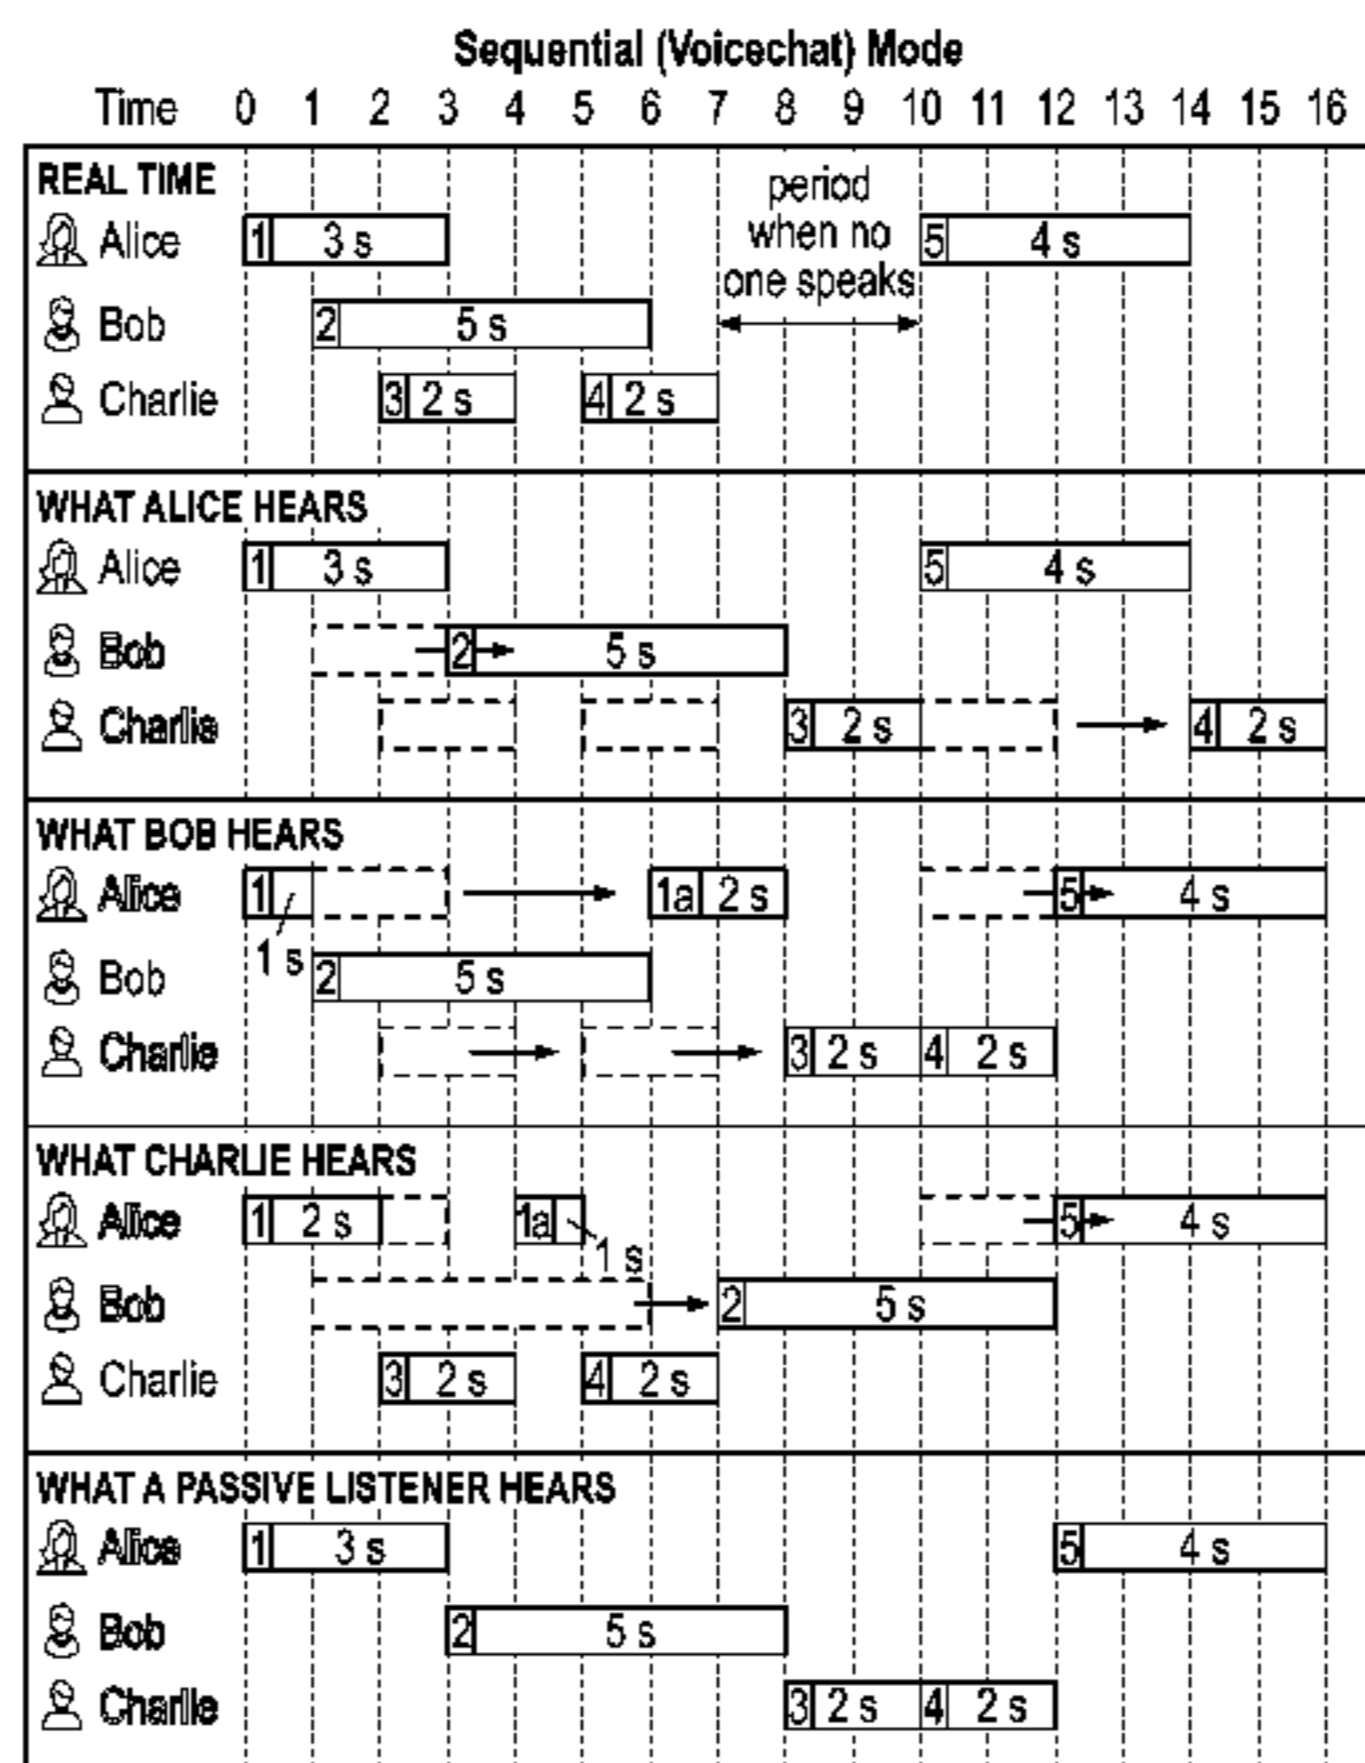 Sequential (Voicechat) Mode
Time 0 1 2 3 4 5 6 7 8 9 10 11 12 13 14 15 16
REAL TIME
period
when no
one speaks
Alice 1 3 s 5 4 s
Bob 2 5 s
Charlie 3 2 s 4 2 s
WHAT ALICE HEARS
Alice 1 3 s 5 4 s
Bob 2 5 s
Charlie 3 2 s 4 2 s
WHAT BOB HEARS
Alice 1 1a 2 s 5 4 s
1 s
Bob 2 5 s
Charlie 3 2 s 4 2 s
WHAT CHARLIE HEARS
Alice 1 2 s 1a 5 4 s
1 s
Bob 2 5 s
Charlie 3 2 s 4 2 s
WHAT A PASSIVE LISTENER HEARS
Alice 1 3 s 5 4 s
Bob 2 5 s
Charlie 3 2 s 4 2 s